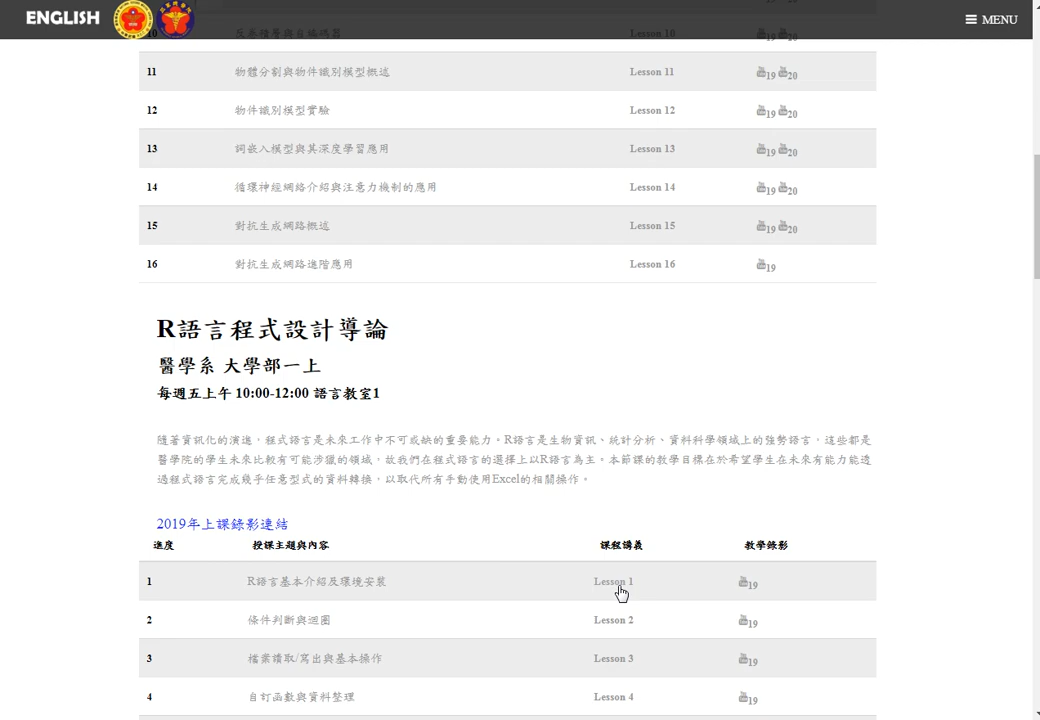 ENGLISH
MENU
10 反卷積層與自編碼器 Lesson 10 19 20
11 物體分割與物件識別模型概述 Lesson 11 19 20
12 物件識別模型實驗 Lesson 12 19 20
13 詞嵌入模型與其深度學習應用 Lesson 13 19 20
14 循環神經網絡介紹與注意力機制的應用 Lesson 14 19 20
15 對抗生成網路概述 Lesson 15 19 20
16 對抗生成網路進階應用 Lesson 16 19
R語言程式設計導論
醫學系 大學部一上
每週五上午 10:00-12:00 語言教室1
隨著資訊化的演進，程式語言是未來工作中不可或缺的重要能力。R語言是生物資訊、統計分析、資料科學領域上的強勢語言，這些都是
醫學院的學生未來比較有可能涉獵的領域，故我們在程式語言的選擇上以R語言為主。本節課的教學目標在於希望學生在未來有能力能透
過程式語言完成幾乎任意型式的資料轉換，以取代所有手動使用Excel的相關操作。
2019年上課錄影連結
進度 授課主題與內容 課程講義 教學錄影
1 R語言基本介紹及環境安裝 Lesson 1 19
2 條件判斷與迴圈 Lesson 2 19
3 檔案讀取/寫出與基本操作 Lesson 3 19
4 自訂函數與資料整理 Lesson 4 19